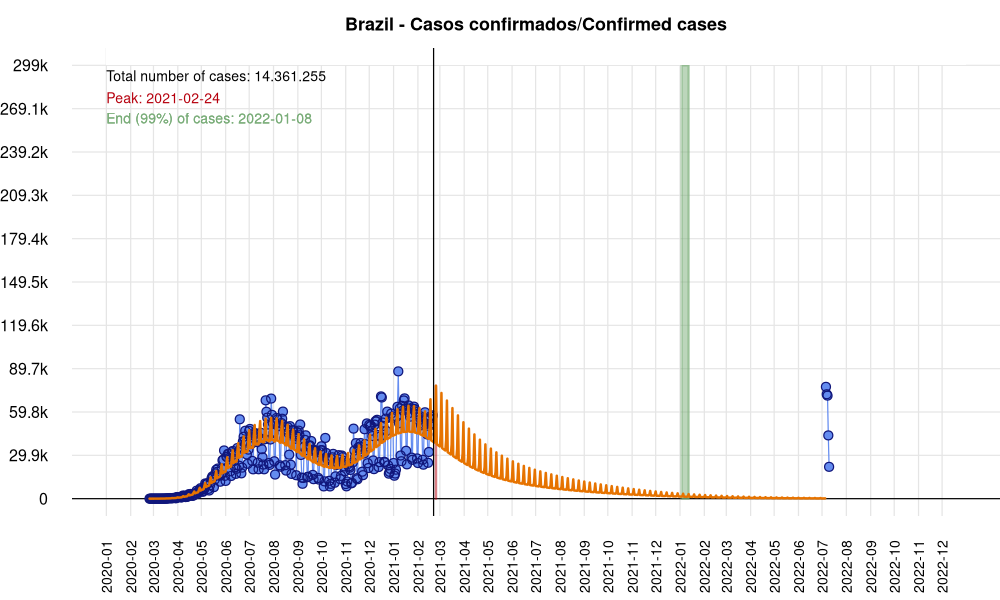 Brazil - Casos confirmados/Confirmed cases
299k
Total number of cases: 14.361.255
Peak: 2021-02-24
269.1k
End (99%) of cases: 2022-01-08
239.2k
209.3k
179.4k
149.5k
119.6k
89.7k
59.8k
29.9k
0
2020-01
2020-02
2020-03
2020-04
2020-05
2020-06
2020-07
2020-08
2020-09
2020-10
2020-11
2020-12
2021-01
2021-02
2021-03
2021-04
2021-05
2021-06
2021-07
2021-08
2021-09
2021-10
2021-11
2021-12
2022-01
2022-02
2022-03
2022-04
2022-05
2022-06
2022-07
2022-08
2022-09
2022-10
2022-11
2022-12